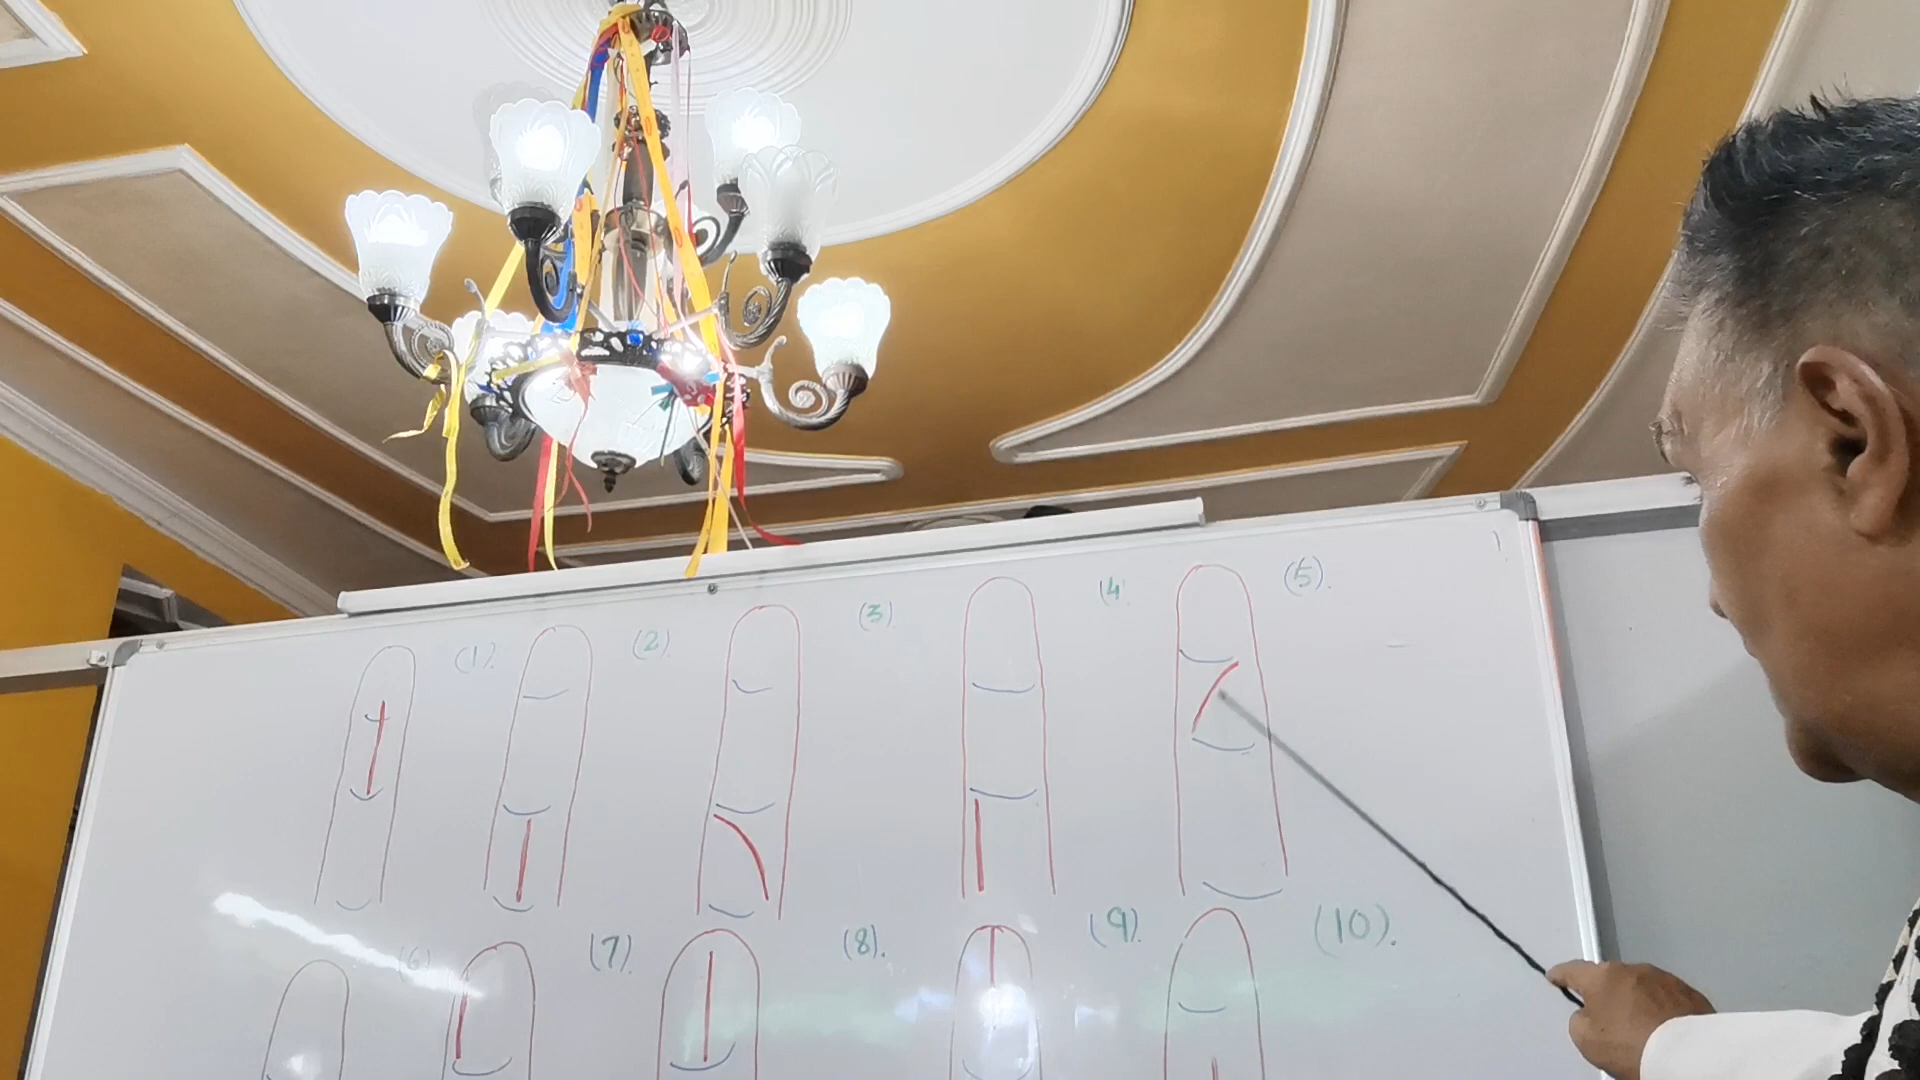 (1). (2). (3) (4) (5).
(6) (7). (8). (9). (10).